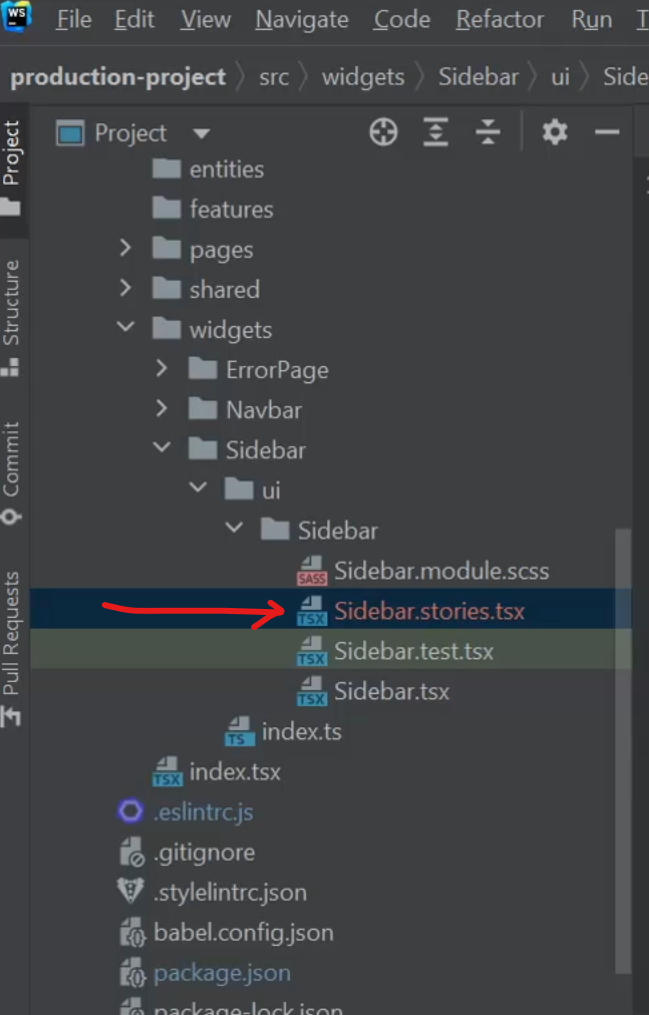 WS File Edit View Navigate Code Refactor Run T
production-project src widgets Sidebar ui Side
Project
Project
Structure
Commit
Pull Requests
entities
features
pages
shared
widgets
ErrorPage
Navbar
Sidebar
ui
Sidebar
SASS Sidebar.module.scss
TSX Sidebar.stories.tsx
TSX Sidebar.test.tsx
TSX Sidebar.tsx
TS index.ts
TSX index.tsx
.eslintrc.js
.gitignore
.stylelintrc.json
babel.config.json
package.json
package-lock.json